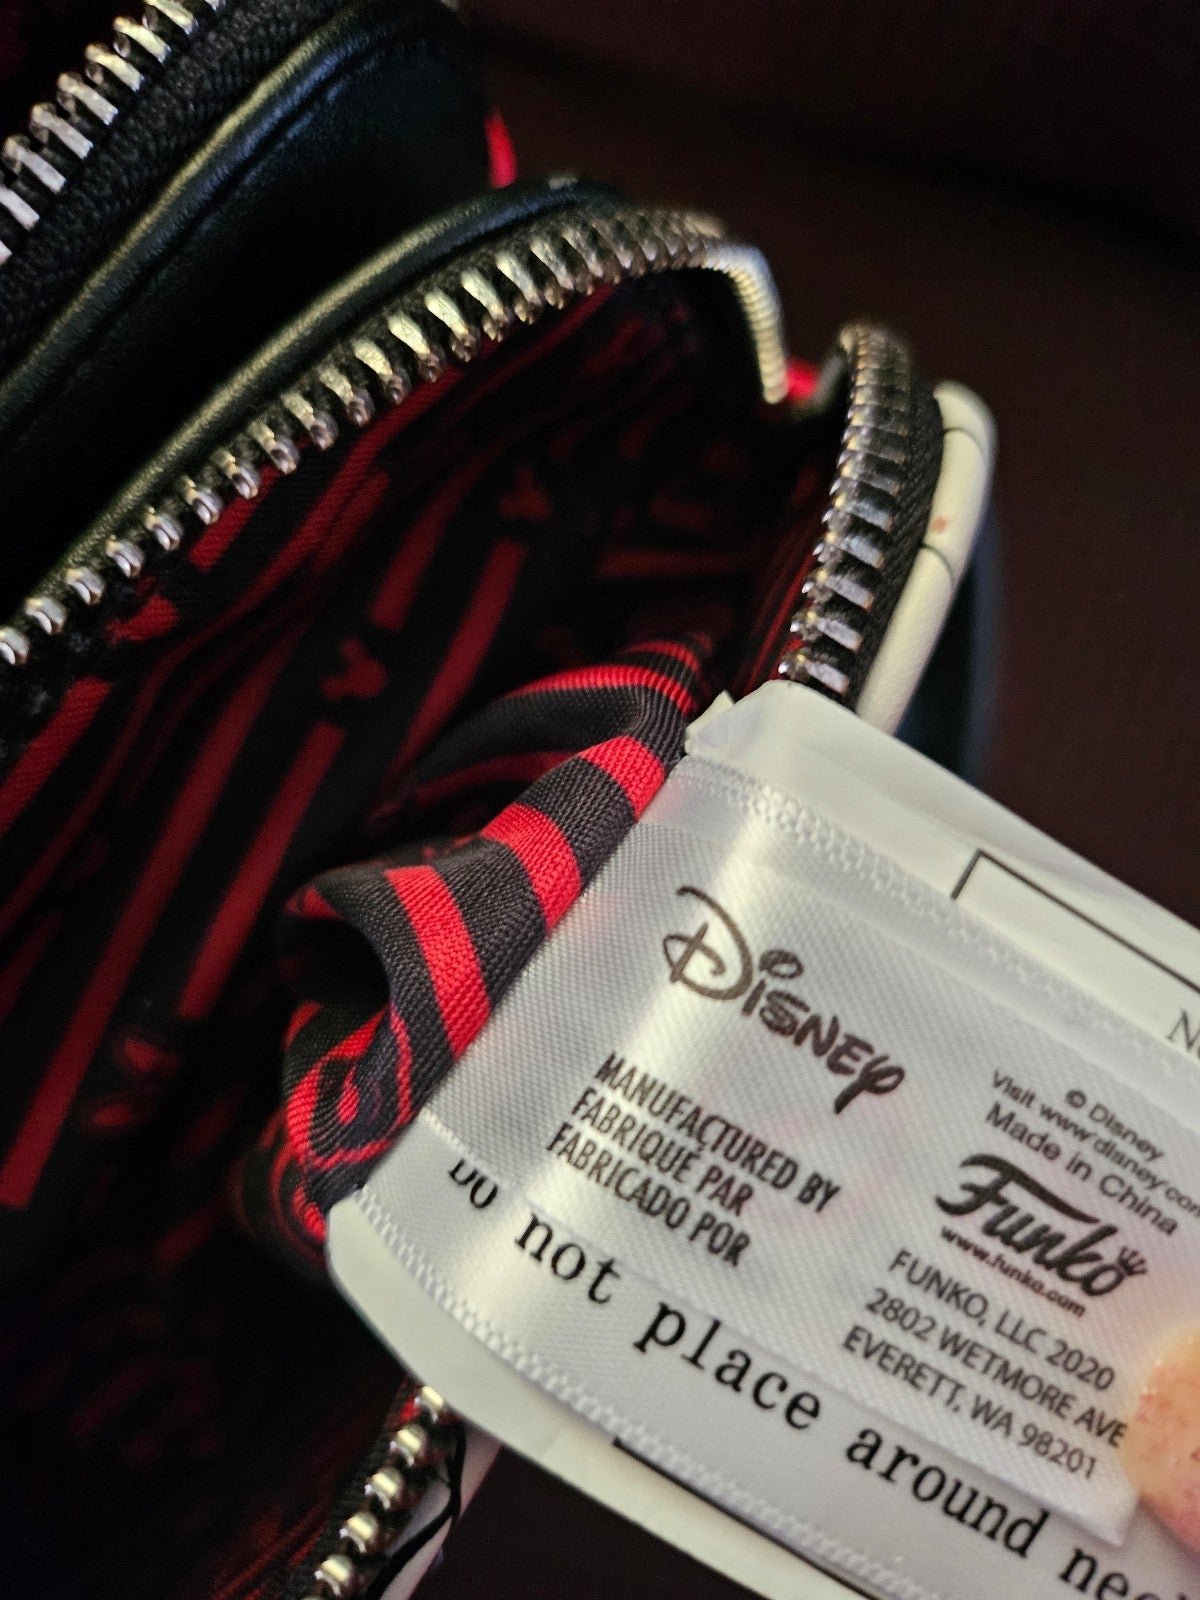 Disney
MANUFACTURED BY
FABRIQUÉ PAR
FABRICADO POR
© Disney
Visit www.disney.com
Made in China
Funko
www.funko.com
FUNKO, LLC 2020
2802 WETMORE AVE
EVERETT, WA 98201
Do not place around